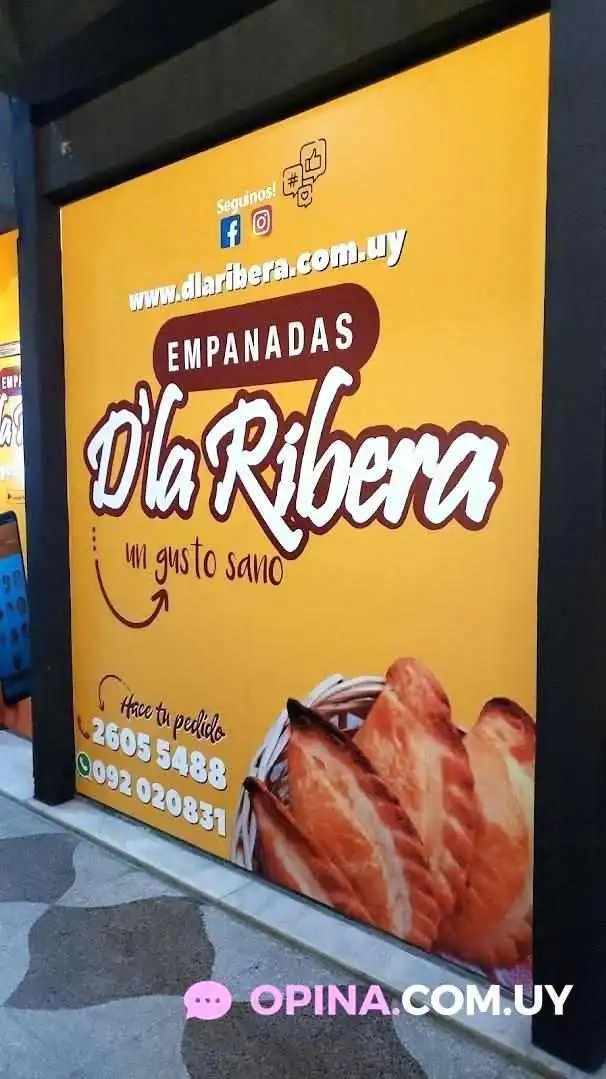 Seguinos!
#
f
www.dlaribera.com.uy
EMPANADAS
D'la Ribera
un gusto sano
Hace tu pedido
2605 5488
092 020831
EMP
OPINA.COM.UY